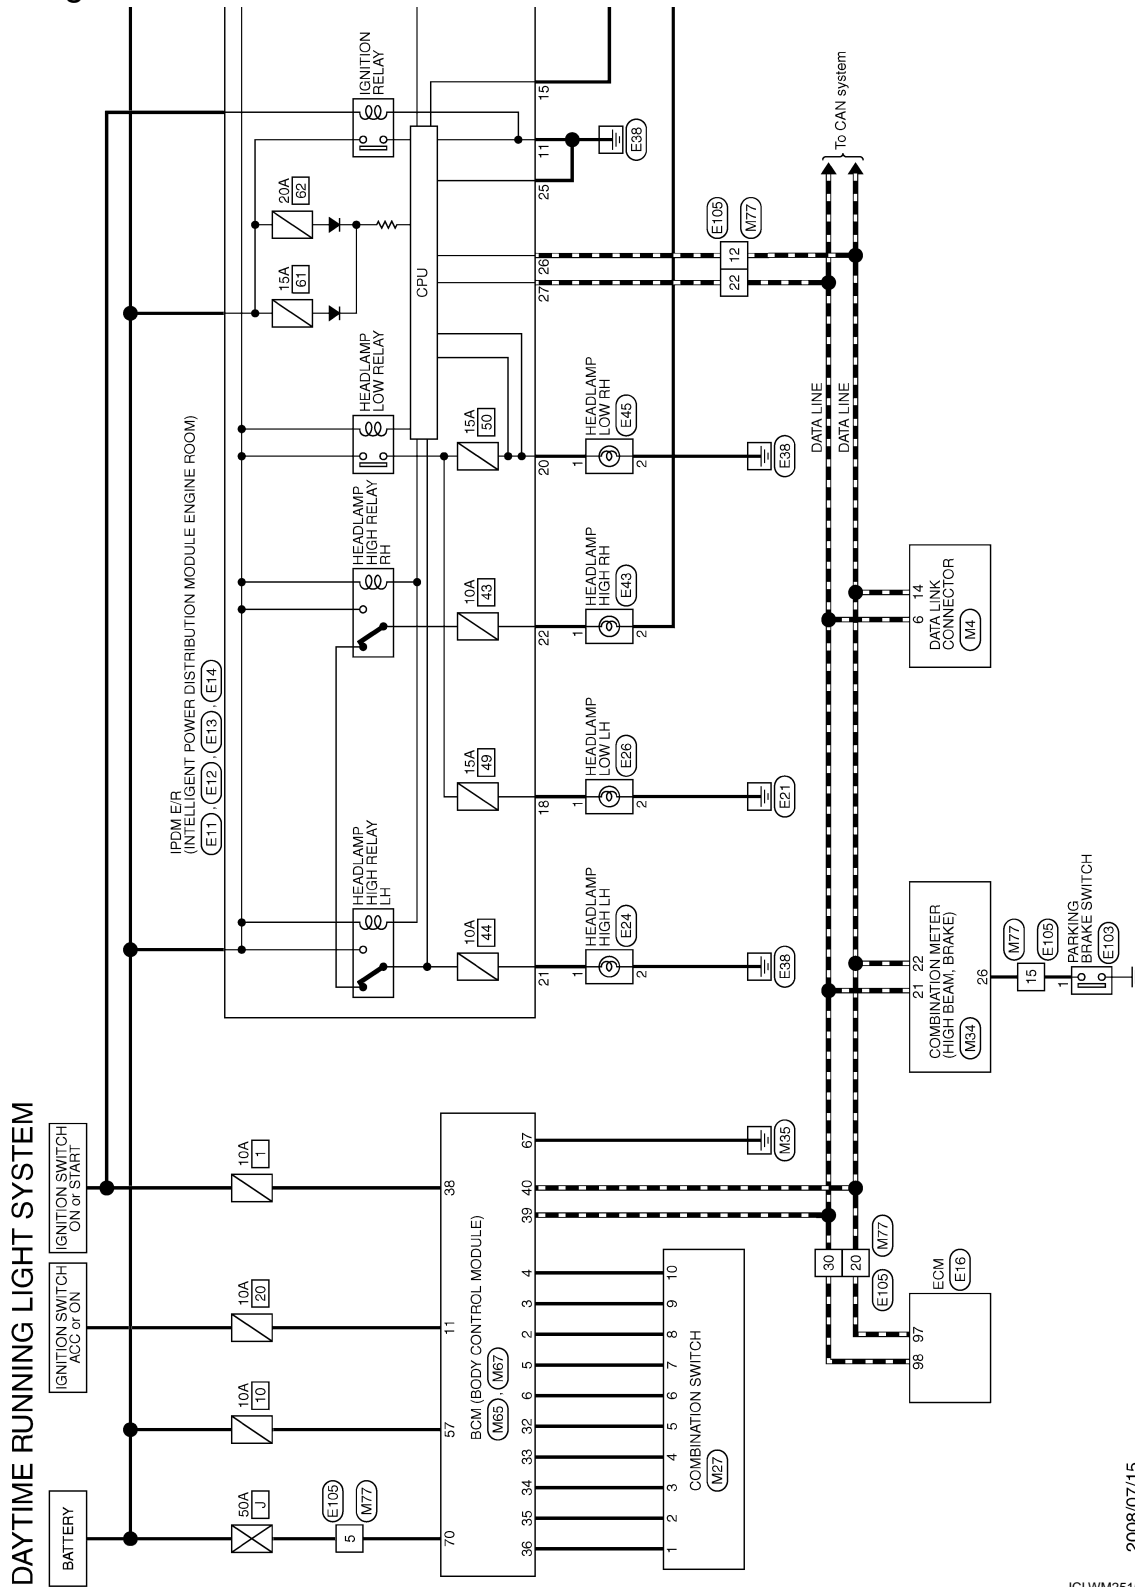 DAYTIME RUNNING LIGHT SYSTEM
BATTERY
IGNITION SWITCH
ACC or ON
IGNITION SWITCH
ON or START
50A
J
10A
10
10A
20
10A
1
E105
M77
5
70
57
11
38
BCM (BODY CONTROL MODULE)
M65 , M67
36
35
34
33
32
6
5
2
3
4
39
40
67
1
2
3
4
5
6
7
8
9
10
COMBINATION SWITCH
M27
M35
IPDM E/R
(INTELLIGENT POWER DISTRIBUTION MODULE ENGINE ROOM)
E11 , E12 , E13 , E14
HEADLAMP
HIGH RELAY
LH
HEADLAMP
HIGH RELAY
RH
HEADLAMP
LOW RELAY
15A
61
20A
62
IGNITION
RELAY
CPU
10A
44
15A
49
10A
43
15A
50
21
18
22
20
27
26
25
11
15
1
HEADLAMP
HIGH LH
E24
2
E38
1
HEADLAMP
LOW LH
E26
2
E21
1
HEADLAMP
HIGH RH
E43
2
1
HEADLAMP
LOW RH
E45
2
E38
E38
E105
M77
22
12
To CAN system
DATA LINE
DATA LINE
30
20
E105
M77
98
97
ECM
E16
21
22
COMBINATION METER
(HIGH BEAM, BRAKE)
M34
26
M77
15
E105
1
PARKING
BRAKE SWITCH
E103
6
14
DATA LINK
CONNECTOR
M4
2008/07/15